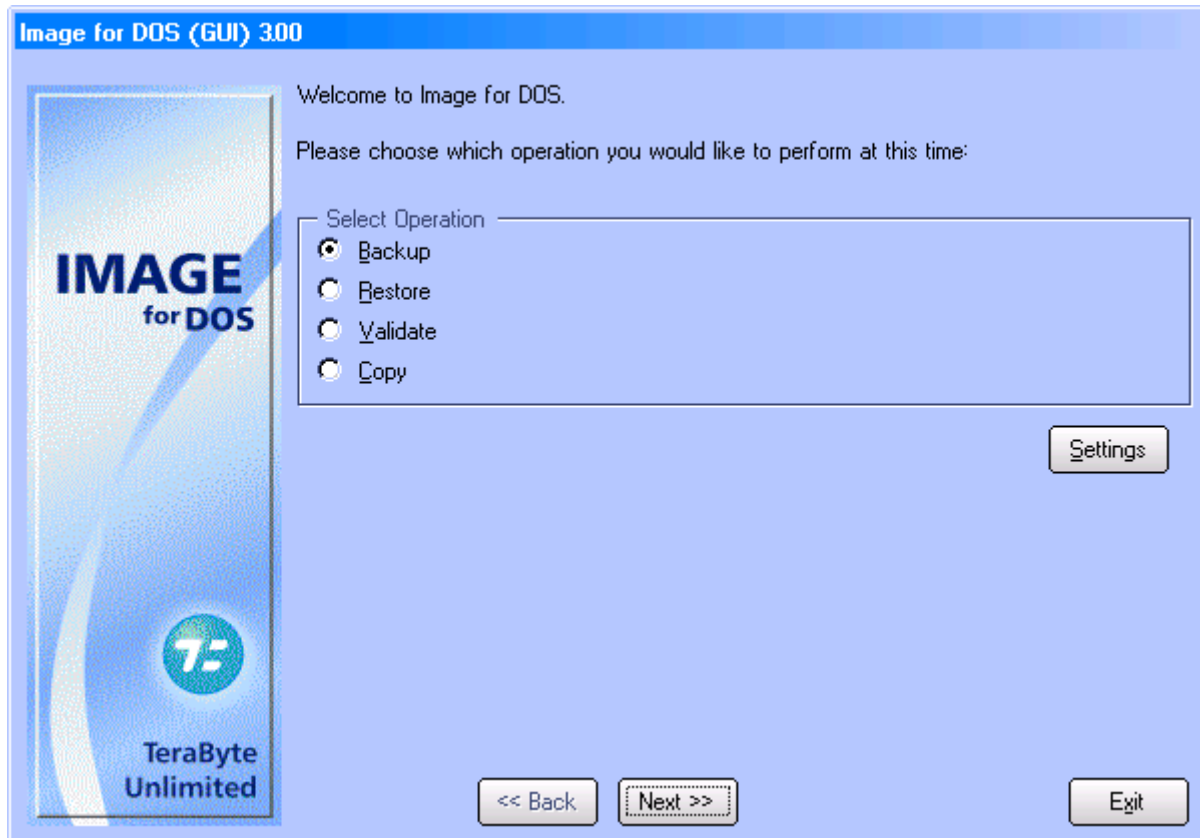 Image for DOS (GUI) 3.00
IMAGE
for DOS
TeraByte
Unlimited
Welcome to Image for DOS.
Please choose which operation you would like to perform at this time:
Select Operation
Backup
Restore
Validate
Copy
Settings
<< Back
Next >>
Exit